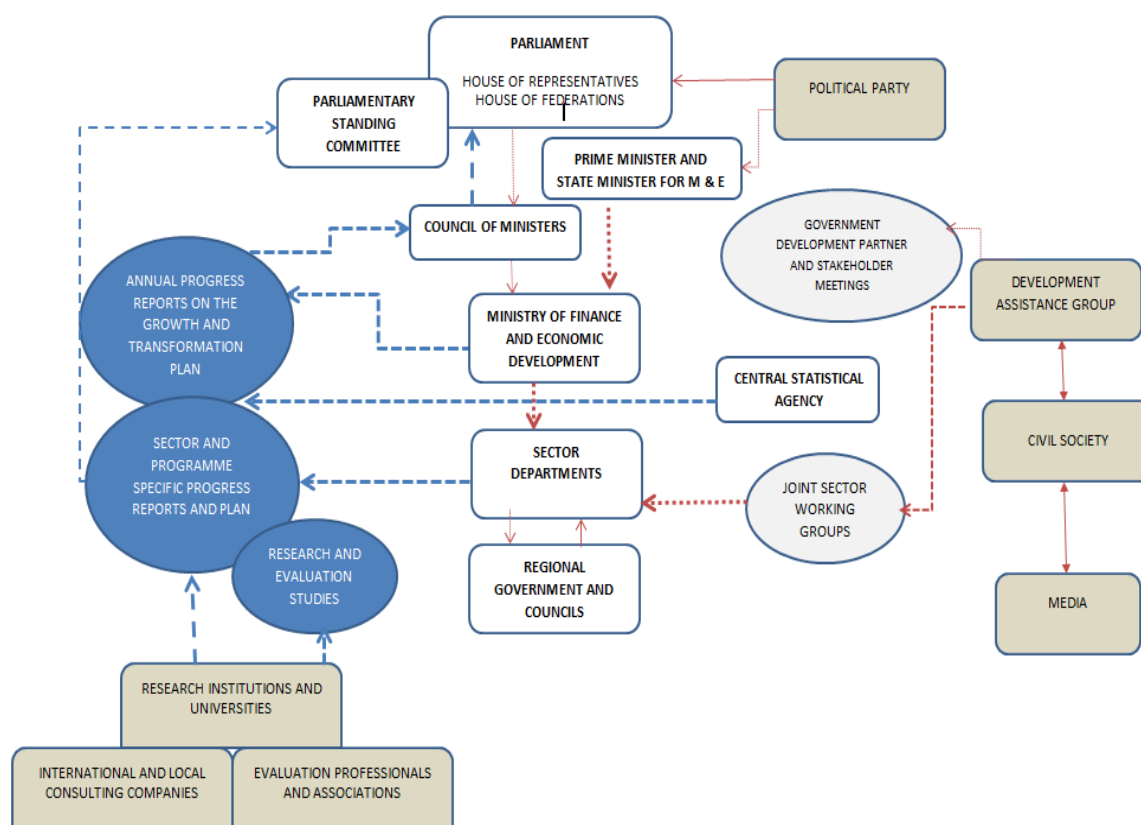 PARLIAMENT
HOUSE OF REPRESENTATIVES
HOUSE OF FEDERATIONS
PARLIAMENTARY
STANDING
COMMITTEE
POLITICAL PARTY
PRIME MINISTER AND
STATE MINISTER FOR M & E
COUNCIL OF MINISTERS
GOVERNMENT
DEVELOPMENT PARTNER
AND STAKEHOLDER
MEETINGS
ANNUAL PROGRESS
REPORTS ON THE
GROWTH AND
TRANSFORMATION
PLAN
MINISTRY OF FINANCE
AND ECONOMIC
DEVELOPMENT
DEVELOPMENT
ASSISTANCE GROUP
CENTRAL STATISTICAL
AGENCY
SECTOR AND
PROGRAMME
SPECIFIC PROGRESS
REPORTS AND PLAN
SECTOR
DEPARTMENTS
CIVIL SOCIETY
JOINT SECTOR
WORKING
GROUPS
RESEARCH AND
EVALUATION
STUDIES
REGIONAL
GOVERNMENT AND
COUNCILS
MEDIA
RESEARCH INSTITUTIONS AND
UNIVERSITIES
INTERNATIONAL AND LOCAL
CONSULTING COMPANIES
EVALUATION PROFESSIONALS
AND ASSOCIATIONS